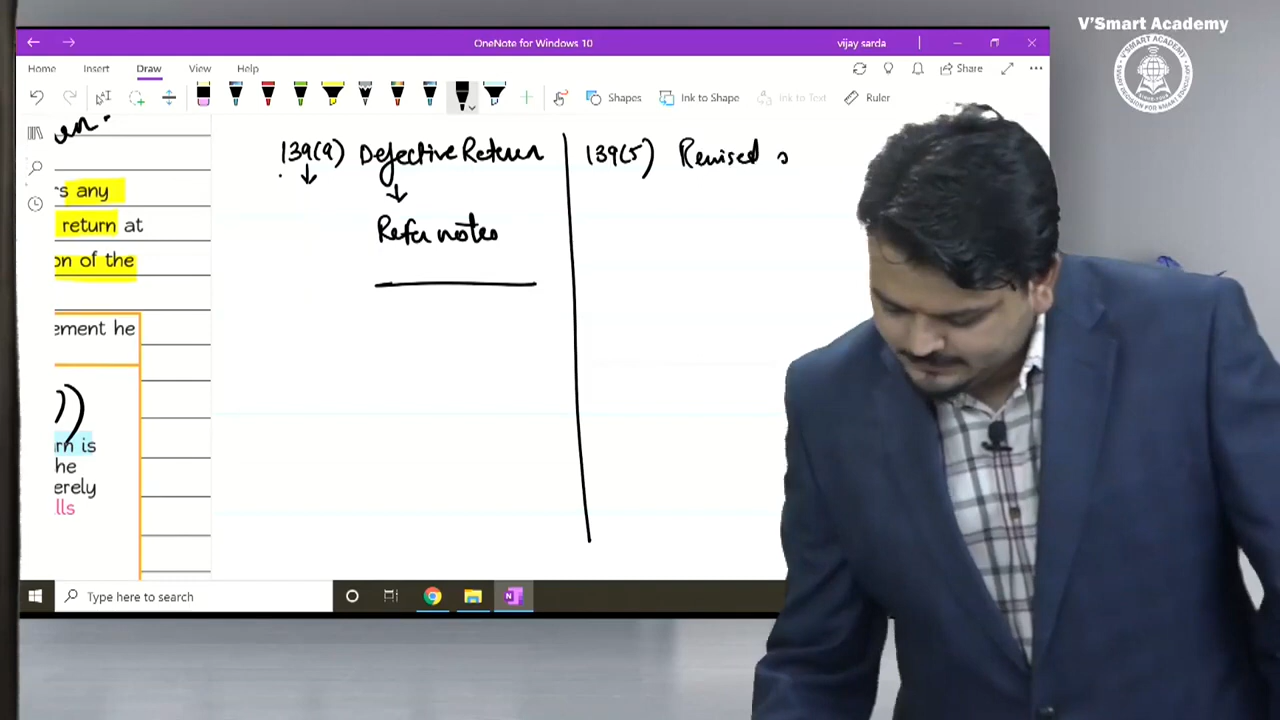 V'Smart Academy
V'SMART ACADEMY
OneNote for Windows 10
vijay sarda
Home Insert Draw View Help
Share
Shapes
Ink to Shape
Ink to Text
Ruler
139(9) Defective Return
Refer notes
139(5) Revised
s any
return at
on of the
ement he
rn is
he
erely
lls
Type here to search